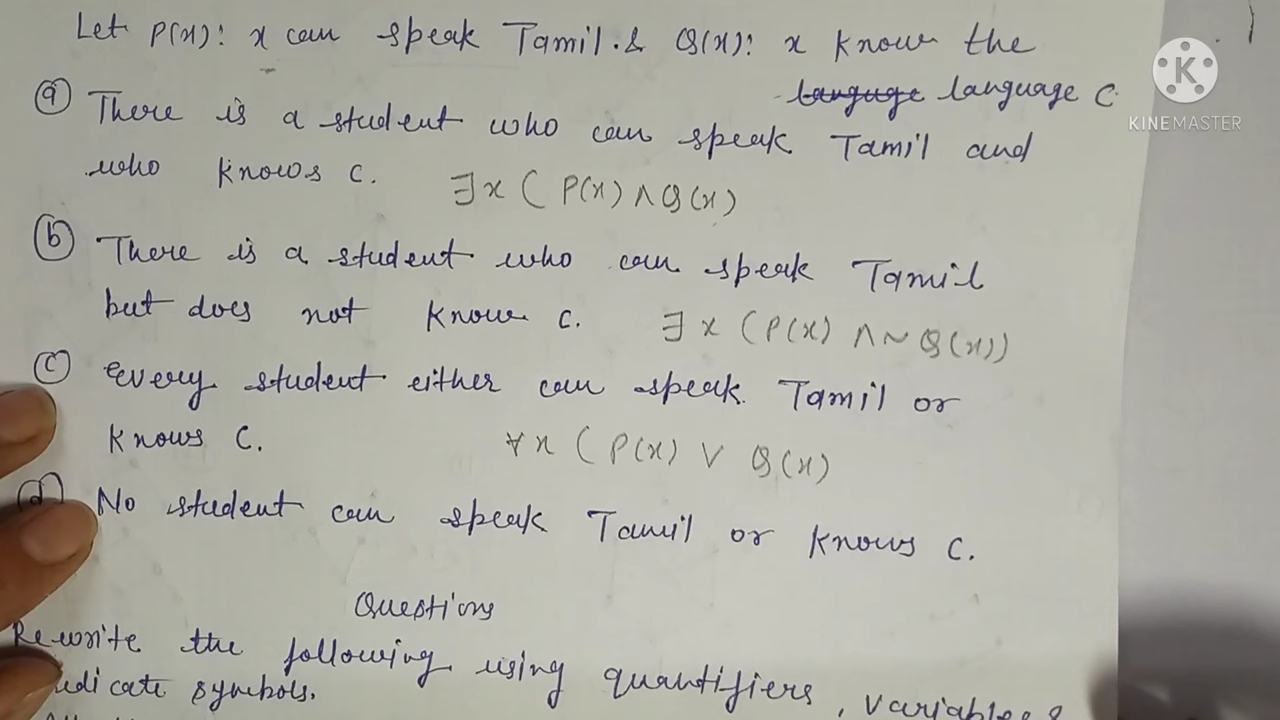 Let P(x): x can speak Tamil. & Q(x): x know the
languge language C.
KINEMASTER
(a) There is a student who can speak Tamil and
who knows C. ∃x ( P(x) ∧ Q(x)
(b) There is a student who can speak Tamil
but does not know C. ∃ x (P(x) ∧ ~ Q(x))
(c) Every student either can speak Tamil or
knows C. ∀x ( P(x) ∨ Q(x)
(d) No student can speak Tamil or knows C.
Questions
Rewrite the following using quantifiers, variables
symbols.